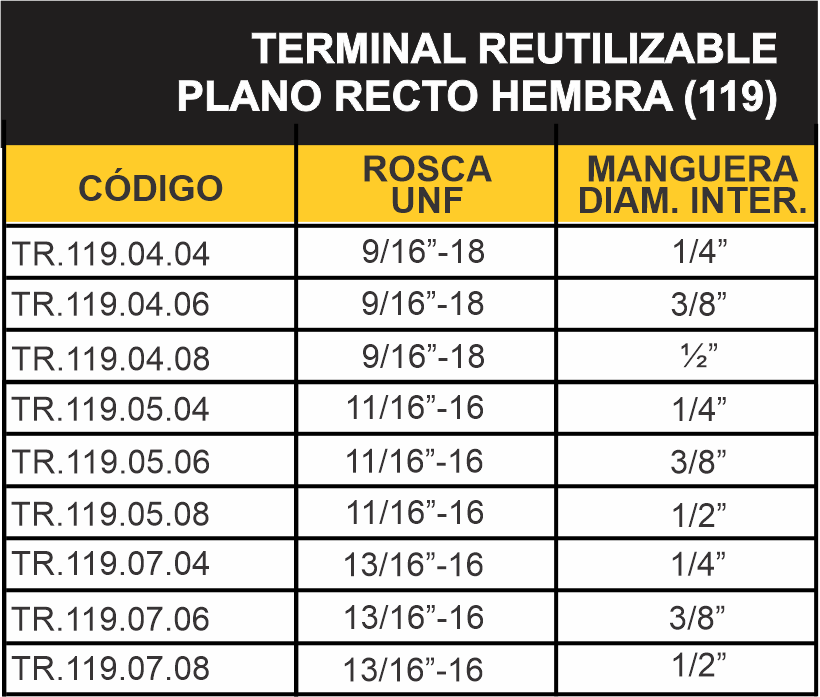 TERMINAL REUTILIZABLE
PLANO RECTO HEMBRA (119)
CÓDIGO ROSCA UNF MANGUERA DIAM. INTER.
TR.119.04.04 9/16”-18 1/4”
TR.119.04.06 9/16”-18 3/8”
TR.119.04.08 9/16”-18 ½”
TR.119.05.04 11/16”-16 1/4”
TR.119.05.06 11/16”-16 3/8”
TR.119.05.08 11/16”-16 1/2”
TR.119.07.04 13/16”-16 1/4”
TR.119.07.06 13/16”-16 3/8”
TR.119.07.08 13/16”-16 1/2”